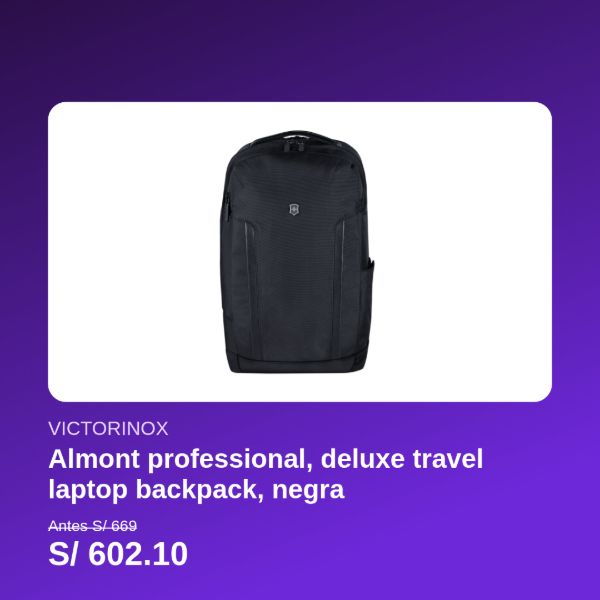 VICTORINOX
Almont professional, deluxe travel
laptop backpack, negra
Antes S/ 669
S/ 602.10